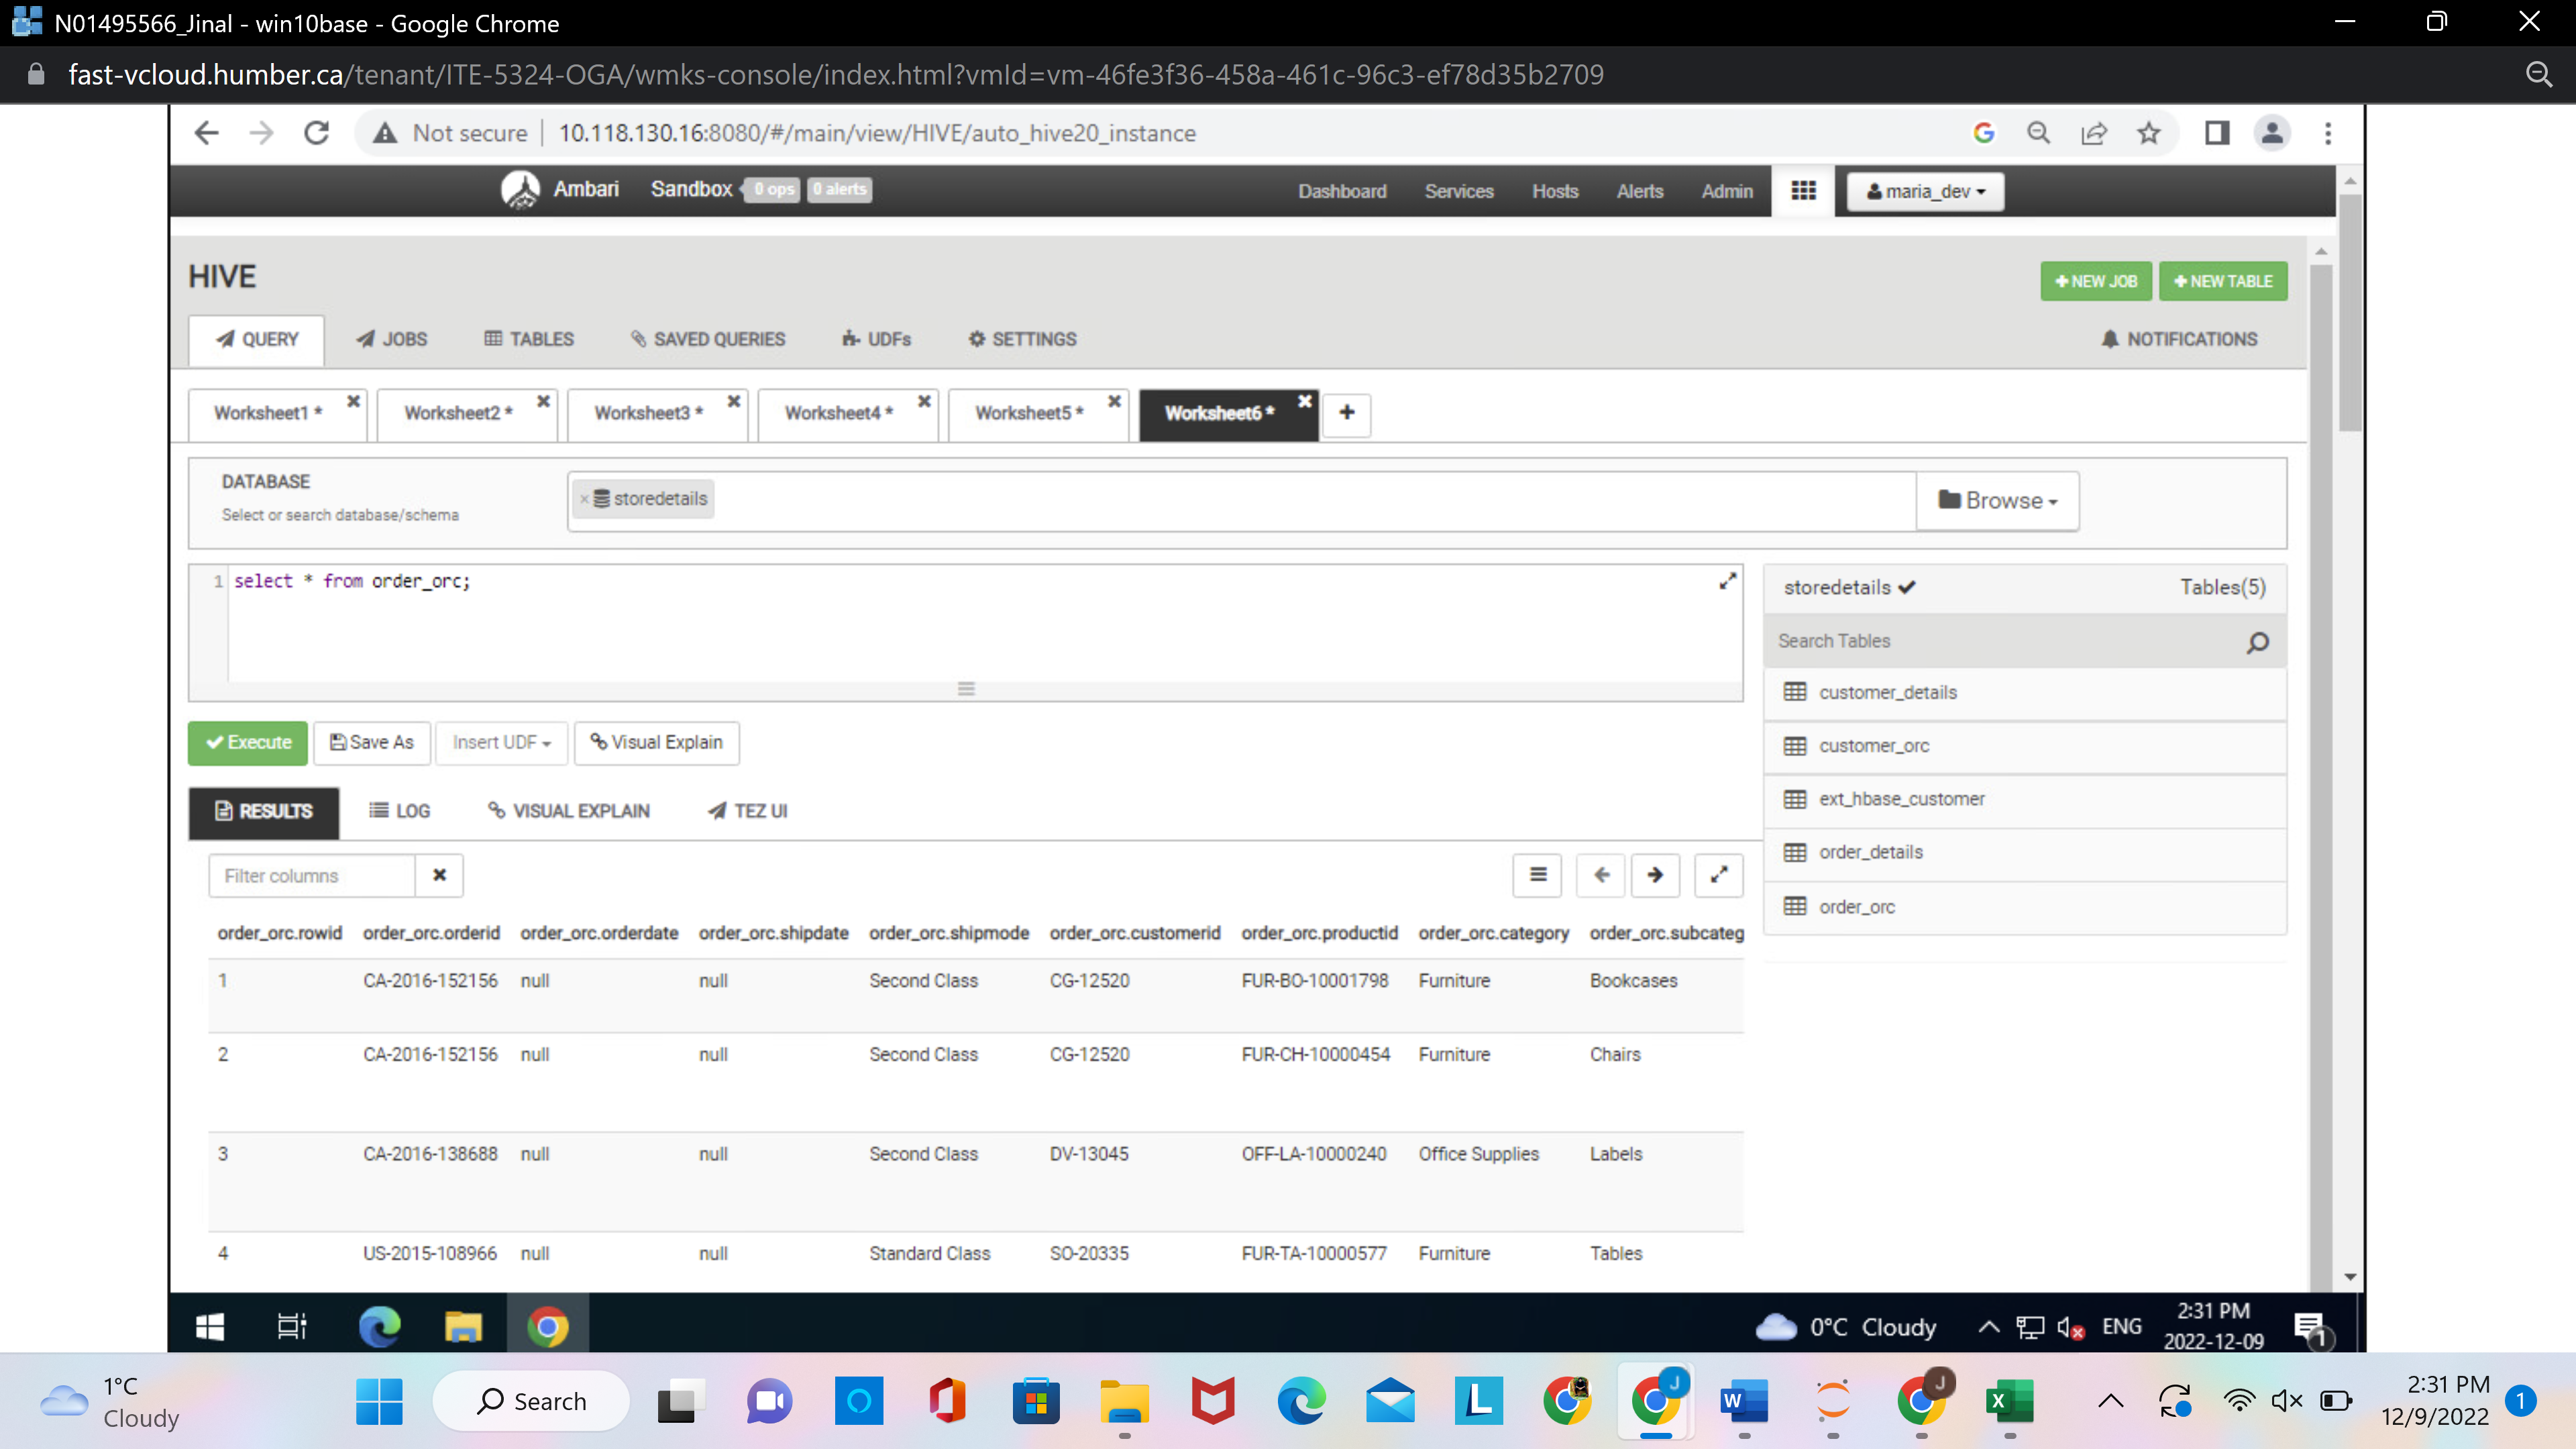 N01495566_Jinal - win10base - Google Chrome
fast-vcloud.humber.ca/tenant/ITE-5324-OGA/wmks-console/index.html?vmId=vm-46fe3f36-458a-461c-96c3-ef78d35b2709
Not secure 10.118.130.16:8080/#/main/view/HIVE/auto_hive20_instance
Ambari Sandbox 0 ops 0 alerts Dashboard Services Hosts Alerts Admin maria_dev
HIVE
NEW JOB NEW TABLE
QUERY JOBS TABLES SAVED QUERIES UDFs SETTINGS NOTIFICATIONS
Worksheet1 * Worksheet2 * Worksheet3 * Worksheet4 * Worksheet5 * Worksheet6 *
DATABASE
Select or search database/schema
× storedetails
Browse
1 select * from order_orc;
storedetails Tables(5)
Search Tables
customer_details
customer_orc
ext_hbase_customer
order_details
order_orc
Execute Save As Insert UDF Visual Explain
RESULTS LOG VISUAL EXPLAIN TEZ UI
Filter columns
order_orc.rowid order_orc.orderid order_orc.orderdate order_orc.shipdate order_orc.shipmode order_orc.customerid order_orc.productid order_orc.category order_orc.subcateg
1 CA-2016-152156 null null Second Class CG-12520 FUR-BO-10001798 Furniture Bookcases
2 CA-2016-152156 null null Second Class CG-12520 FUR-CH-10000454 Furniture Chairs
3 CA-2016-138688 null null Second Class DV-13045 OFF-LA-10000240 Office Supplies Labels
4 US-2015-108966 null null Standard Class SO-20335 FUR-TA-10000577 Furniture Tables
0°C Cloudy ENG 2:31 PM
2022-12-09 1
1°C
Cloudy
Search
J
J
2:31 PM
12/9/2022
1